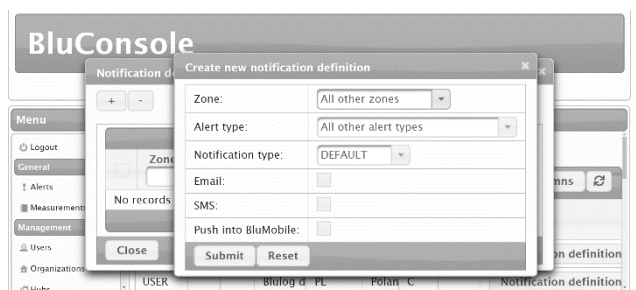 BluConsole
Notification d
Create new notification definition
+ -
Zone: All other zones
Alert type: All other alert types
Notification type: DEFAULT
Email:
SMS:
Push into BluMobile:
Submit Reset
Menu
Logout
General
Alerts
Measurements
Management
Users
Organizations
Zone
No records
Close
mns
on definition
USER Blulog d PL Polan C Notification definition